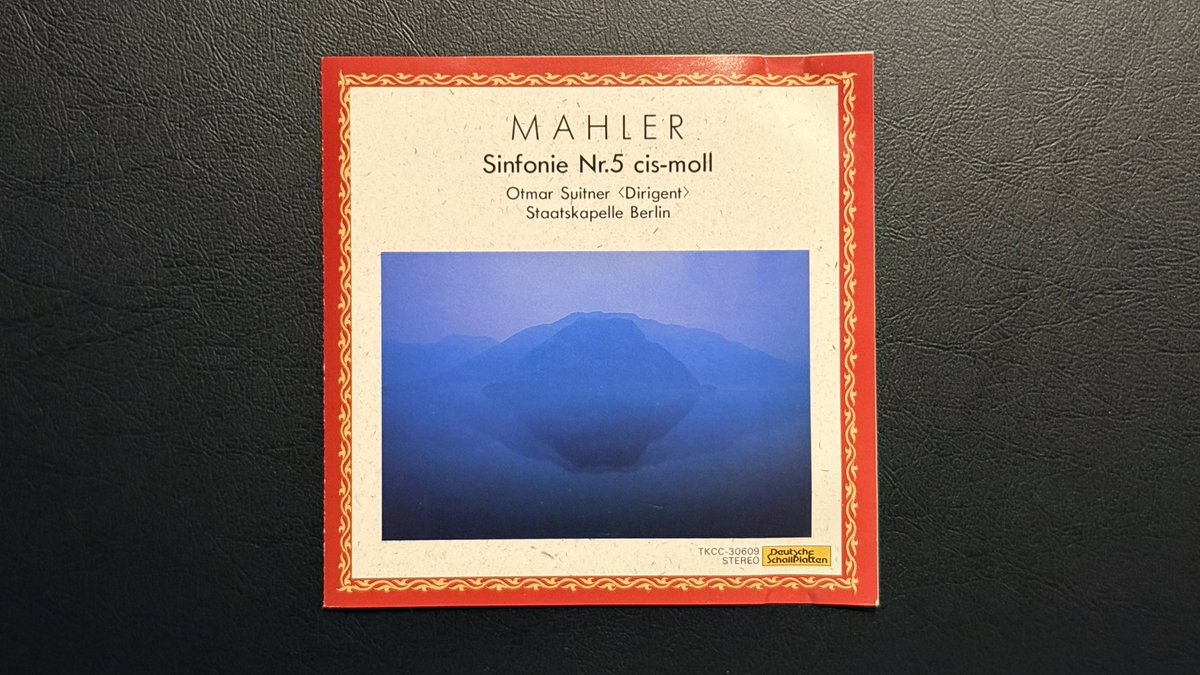 MAHLER
Sinfonie Nr.5 cis-moll
Otmar Suitner〈Dirigent〉
Staatskapelle Berlin
TKCC-30609
STEREO
Deutsche
SchallPlatten